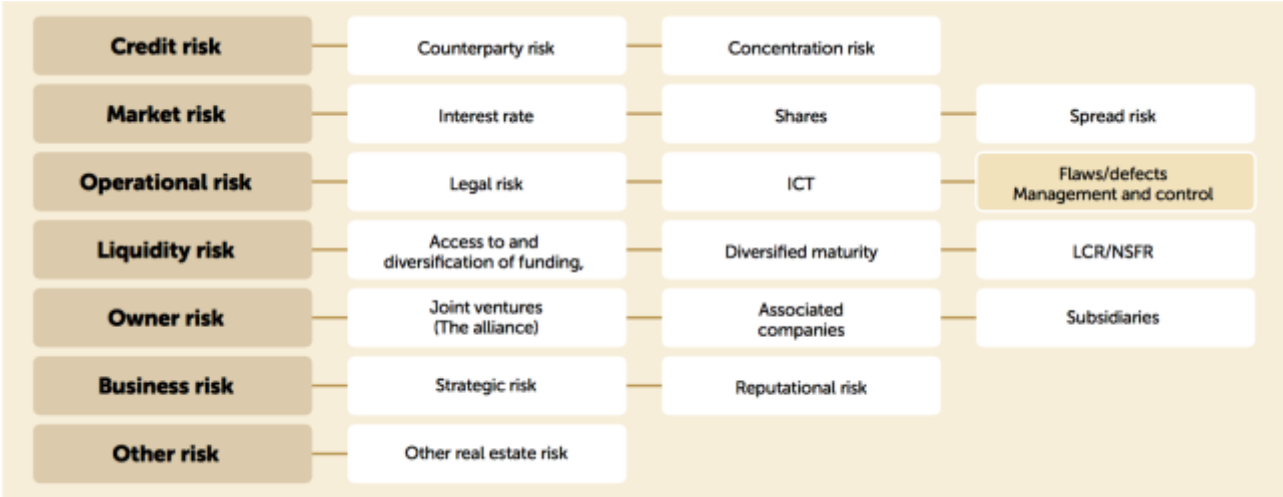 Credit risk
Counterparty risk
Concentration risk
Market risk
Interest rate
Shares
Spread risk
Operational risk
Legal risk
ICT
Flaws/defects
Management and control
Liquidity risk
Access to and
diversification of funding,
Diversified maturity
LCR/NSFR
Owner risk
Joint ventures
(The alliance)
Associated
companies
Subsidiaries
Business risk
Strategic risk
Reputational risk
Other risk
Other real estate risk